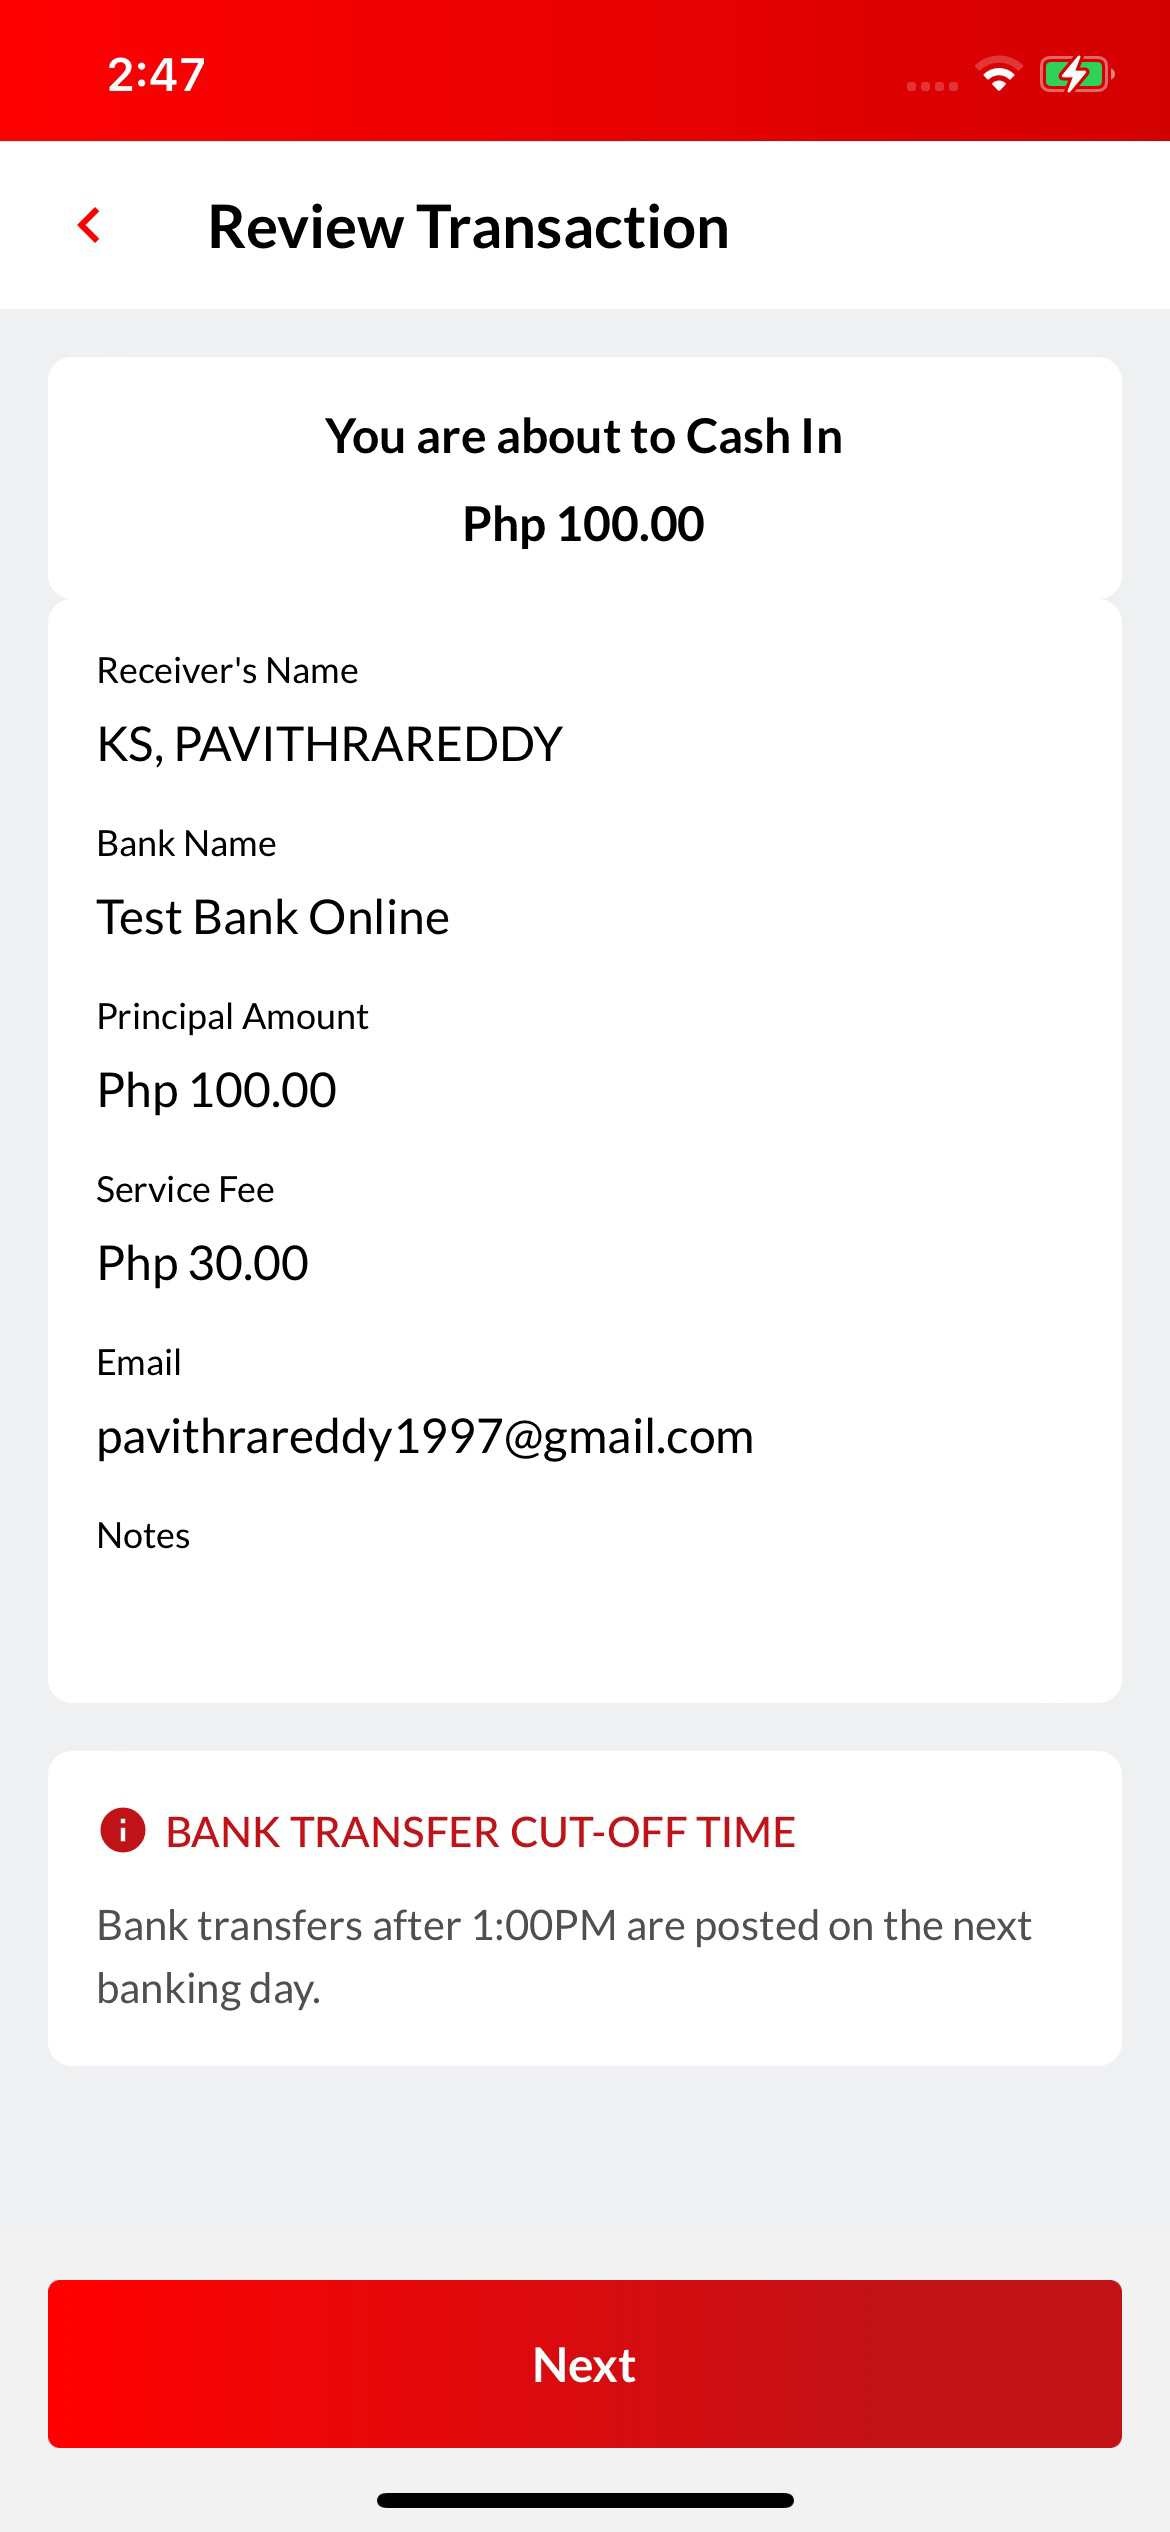 2:47
Review Transaction
You are about to Cash In
Php 100.00
Receiver's Name
KS, PAVITHRAREDDY
Bank Name
Test Bank Online
Principal Amount
Php 100.00
Service Fee
Php 30.00
Email
pavithrareddy1997@gmail.com
Notes
BANK TRANSFER CUT-OFF TIME
Bank transfers after 1:00PM are posted on the next
banking day.
Next